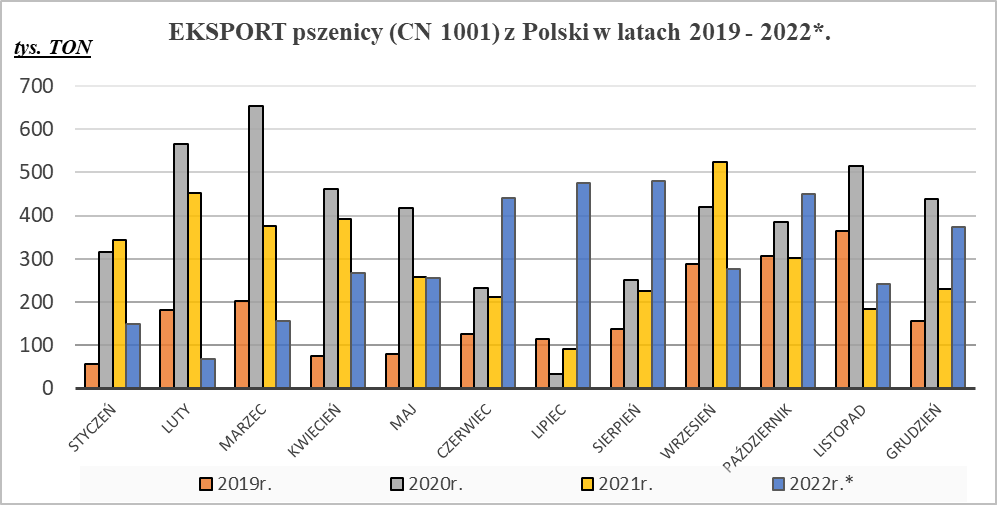 EKSPORT pszenicy (CN 1001) z Polski w latach 2019 - 2022*.
tys. TON
700
600
500
400
300
200
100
0
STYCZEŃ
LUTY
MARZEC
KWIECIEŃ
MAJ
CZERWIEC
LIPIEC
SIERPIEŃ
WRZESIEŃ
PAŹDZIERNIK
LISTOPAD
GRUDZIEŃ
2019r. 2020r. 2021r. 2022r.*